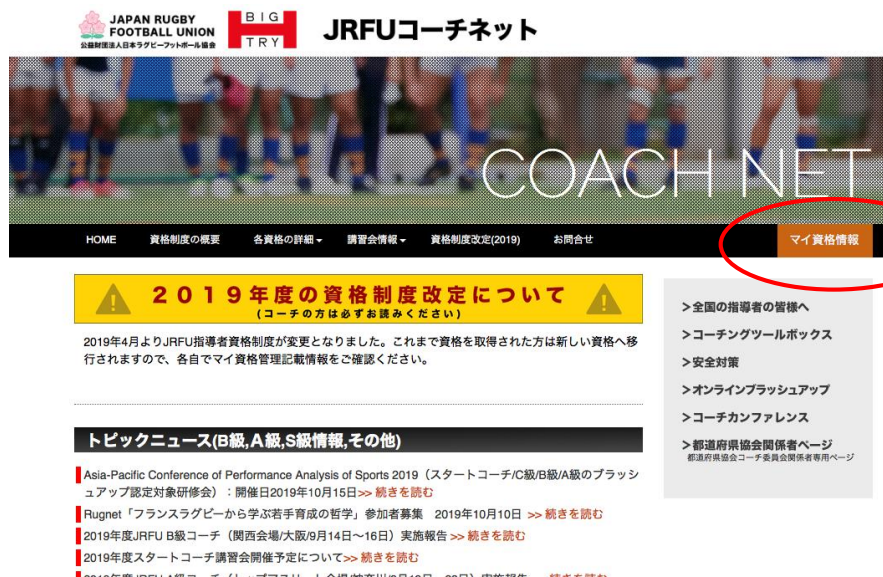 JAPAN RUGBY
FOOTBALL UNION
公益財団法人日本ラグビーフットボール協会
BIG
TRY
JRFUコーチネット
COACH NET
HOME 資格制度の概要 各資格の詳細▼ 講習会情報▼ 資格制度改定(2019) お問合せ マイ資格情報
2019年度の資格制度改定について
(コーチの方は必ずお読みください)
2019年4月よりJRFU指導者資格制度が変更となりました。これまで資格を取得された方は新しい資格へ移
行されますので、各自でマイ資格管理記載情報をご確認ください。
トピックニュース(B級,A級,S級情報,その他)
Asia-Pacific Conference of Performance Analysis of Sports 2019（スタートコーチ/C級/B級/A級のブラッシ
ュアップ認定対象研修会）：開催日2019年10月15日>> 続きを読む
Rugnet「フランスラグビーから学ぶ若手育成の哲学」参加者募集 2019年10月10日 >> 続きを読む
2019年度JRFU B級コーチ（関西会場/大阪/9月14日〜16日）実施報告 >> 続きを読む
2019年度スタートコーチ講習会開催予定について>> 続きを読む
>全国の指導者の皆様へ
>コーチングツールボックス
>安全対策
>オンラインブラッシュアップ
>コーチカンファレンス
>都道府県協会関係者ページ
都道府県協会コーチ委員会関係者専用ページ